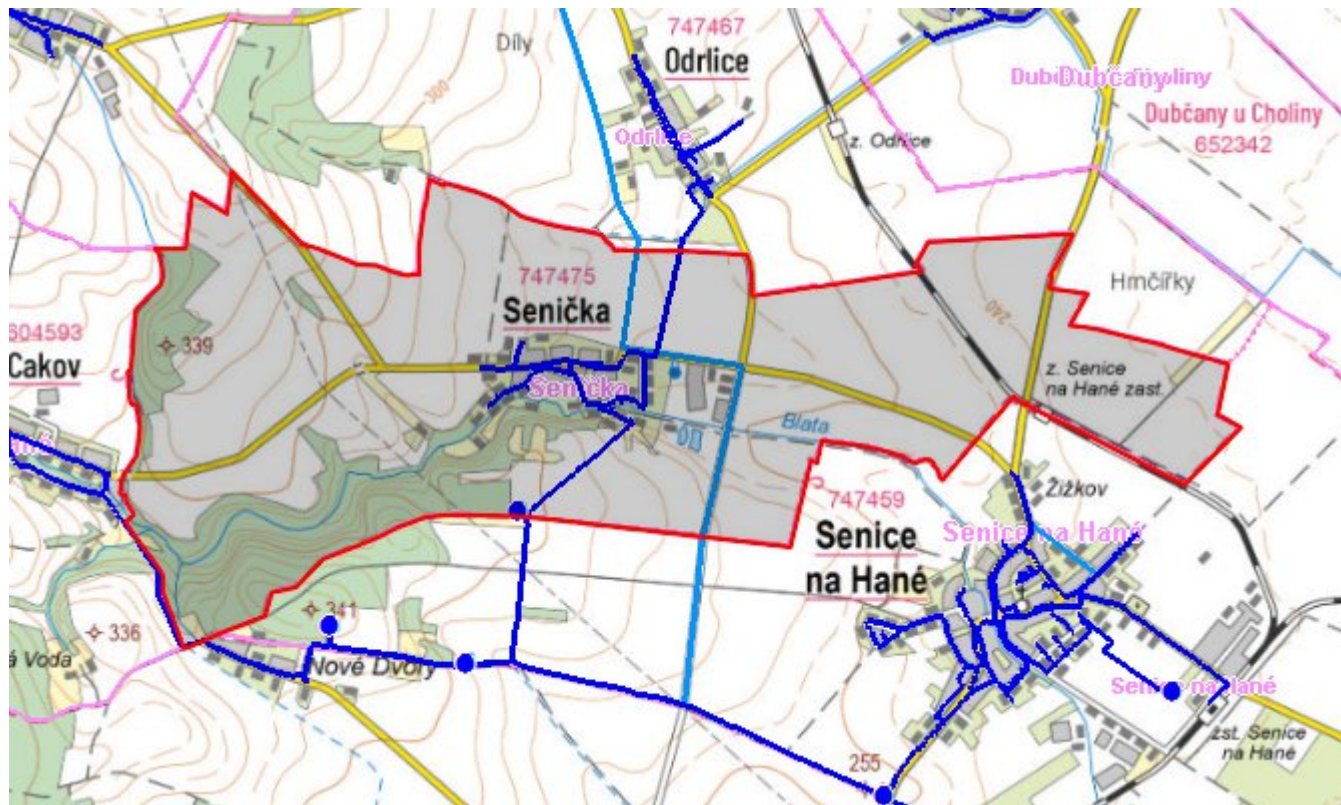 747467
Odrlice
Díly
300
Odrlice
z. Odrlice
Dubčany
Dubčany u Choliny
652342
Hrnčířky
240
747475
Senička
Senička
339
604593
Cakov
z. Senice
na Hané zast.
Blata
Žižkov
747459
Senice
na Hané
Senice na Hané
341
336
Nové Dvory
á Voda
Senice na Hané
žst. Senice
na Hané
255